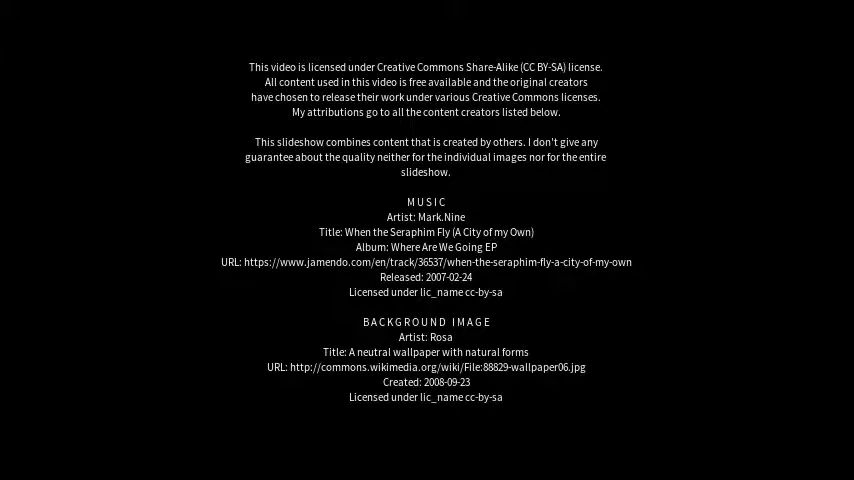 This video is licensed under Creative Commons Share-Alike (CC BY-SA) license.
All content used in this video is free available and the original creators
have chosen to release their work under various Creative Commons licenses.
My attributions go to all the content creators listed below.
This slideshow combines content that is created by others. I don't give any
guarantee about the quality neither for the individual images nor for the entire
slideshow.
MUSIC
Artist: Mark.Nine
Title: When the Seraphim Fly (A City of my Own)
Album: Where Are We Going EP
URL: https://www.jamendo.com/en/track/36537/when-the-seraphim-fly-a-city-of-my-own
Released: 2007-02-24
Licensed under lic_name cc-by-sa
BACKGROUND IMAGE
Artist: Rosa
Title: A neutral wallpaper with natural forms
URL: http://commons.wikimedia.org/wiki/File:88829-wallpaper06.jpg
Created: 2008-09-23
Licensed under lic_name cc-by-sa